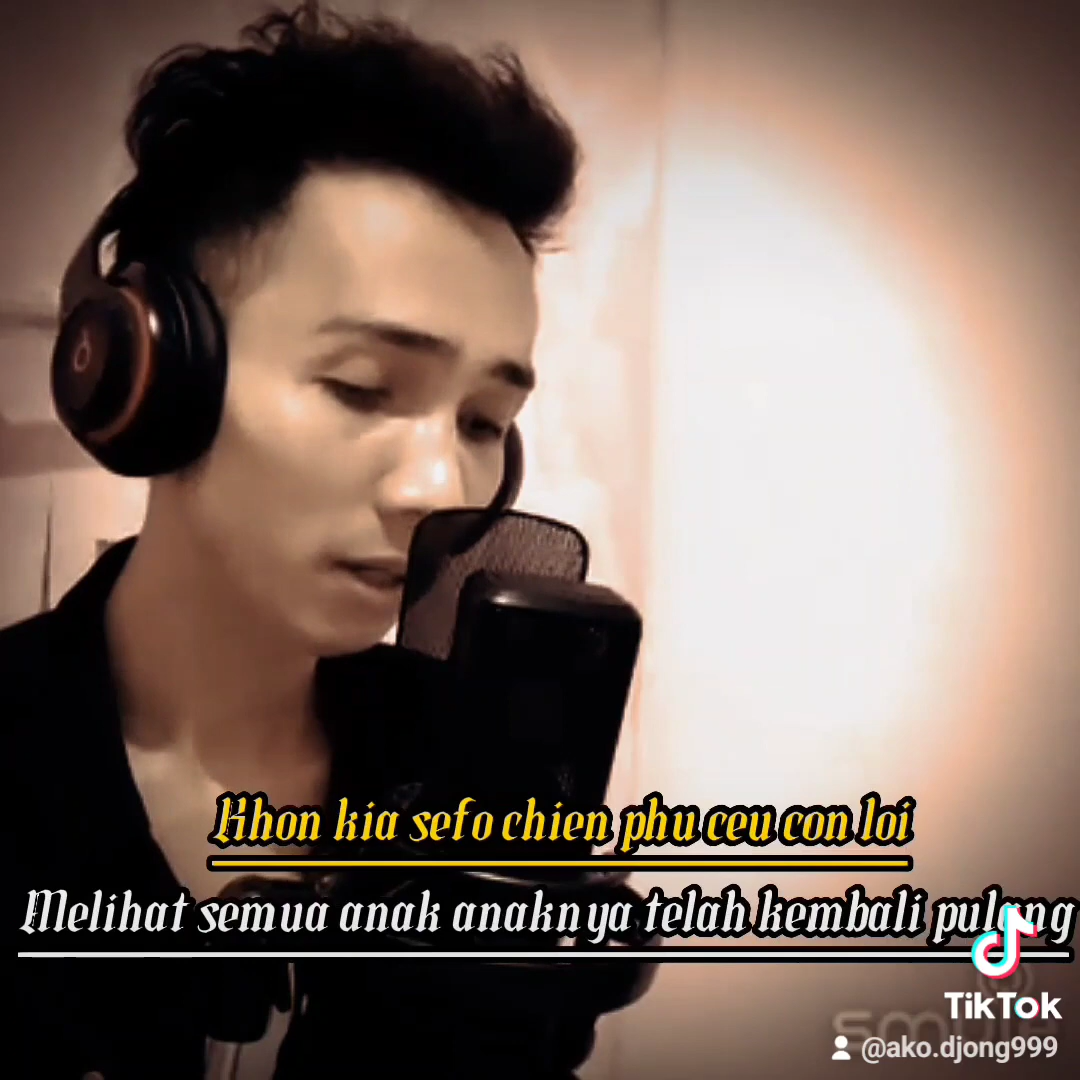 Khon kia sefo chien phu ceu con loi
Melihat semua anak anaknya telah kembali pulang
TikTok
@ako.djong999